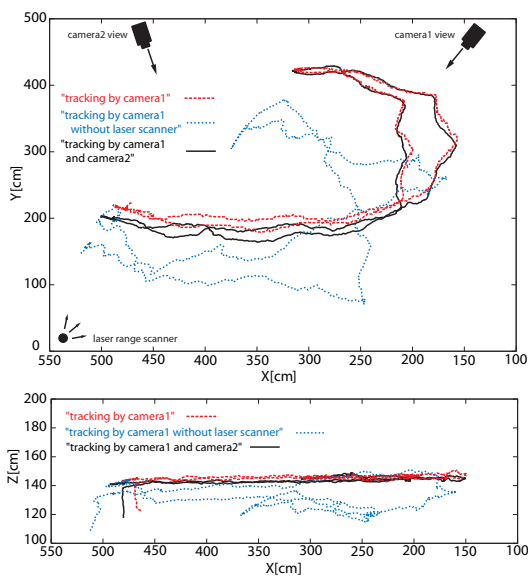 500
camera2 view
camera1 view
400
"tracking by camera1"
"tracking by camera1
without laser scanner"
"tracking by camera1
and camera2"
300
Y[cm]
200
100
0
laser range scanner
550 500 450 400 350 300 250 200 150 100
X[cm]
200
180
160
140
120
100
Z[cm]
"tracking by camera1"
"tracking by camera1 without laser scanner"
"tracking by camera1 and camera2"
550 500 450 400 350 300 250 200 150 100
X[cm]